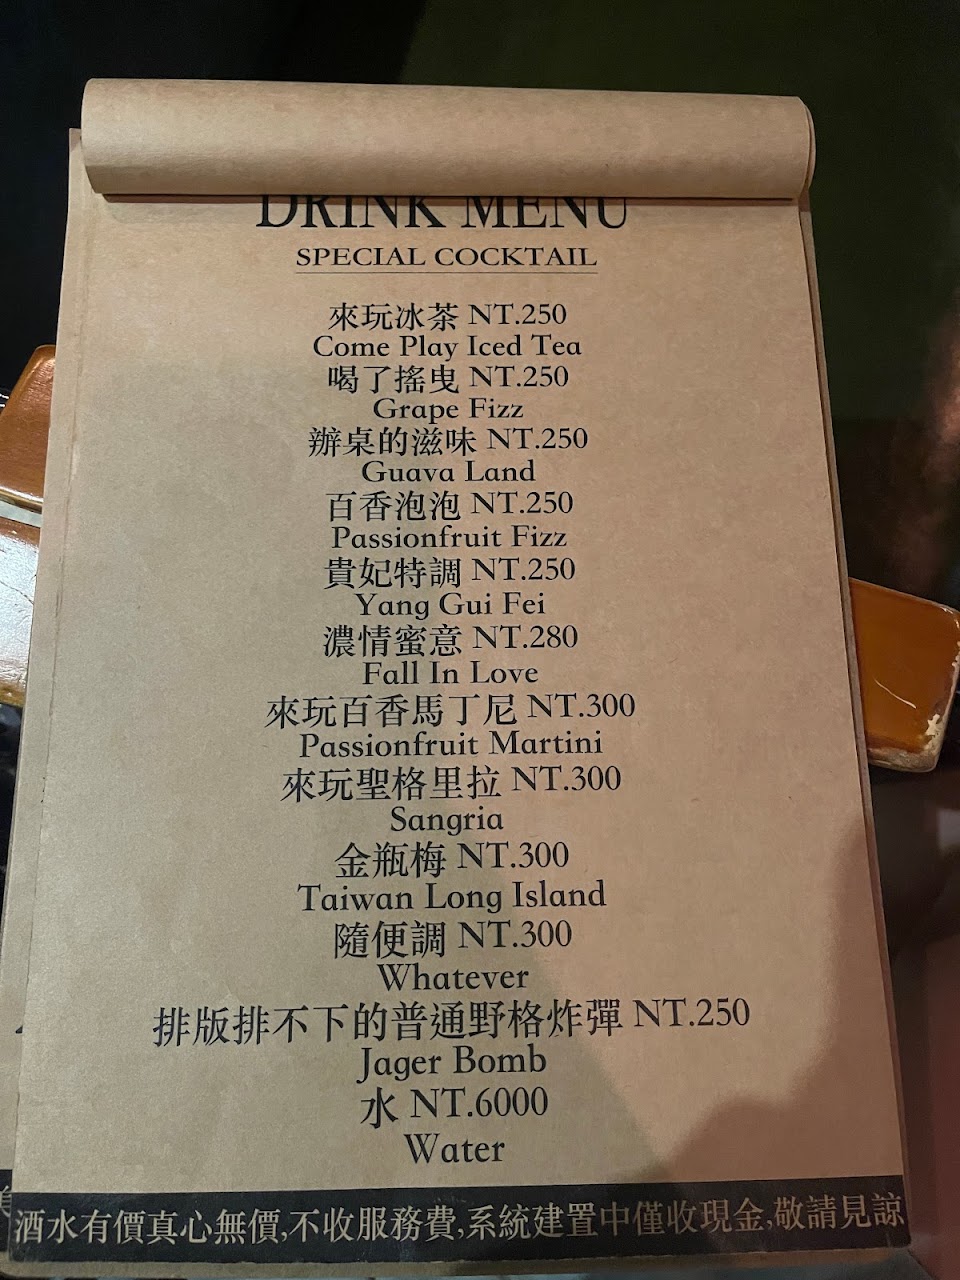 DRINK MENU
SPECIAL COCKTAIL
來玩冰茶 NT.250
Come Play Iced Tea
喝了搖曳 NT.250
Grape Fizz
辦桌的滋味 NT.250
Guava Land
百香泡泡 NT.250
Passionfruit Fizz
貴妃特調 NT.250
Yang Gui Fei
濃情蜜意 NT.280
Fall In Love
來玩百香馬丁尼 NT.300
Passionfruit Martini
來玩聖格里拉 NT.300
Sangria
金瓶梅 NT.300
Taiwan Long Island
隨便調 NT.300
Whatever
排版排不下的普通野格炸彈 NT.250
Jager Bomb
水 NT.6000
Water
酒水有價真心無價,不收服務費,系統建置中僅收現金,敬請見諒